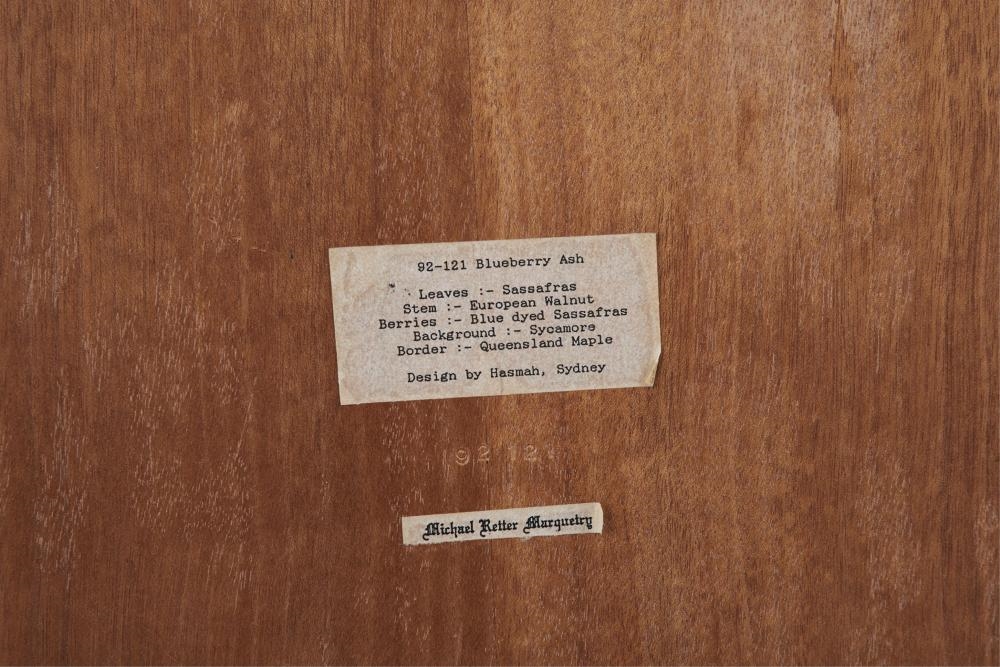 92-121 Blueberry Ash
Leaves :- Sassafras
Stem :- European Walnut
Berries :- Blue dyed Sassafras
Background :- Sycamore
Border :- Queensland Maple
Design by Hasmah, Sydney
92 121
Michael Retter Marquetry